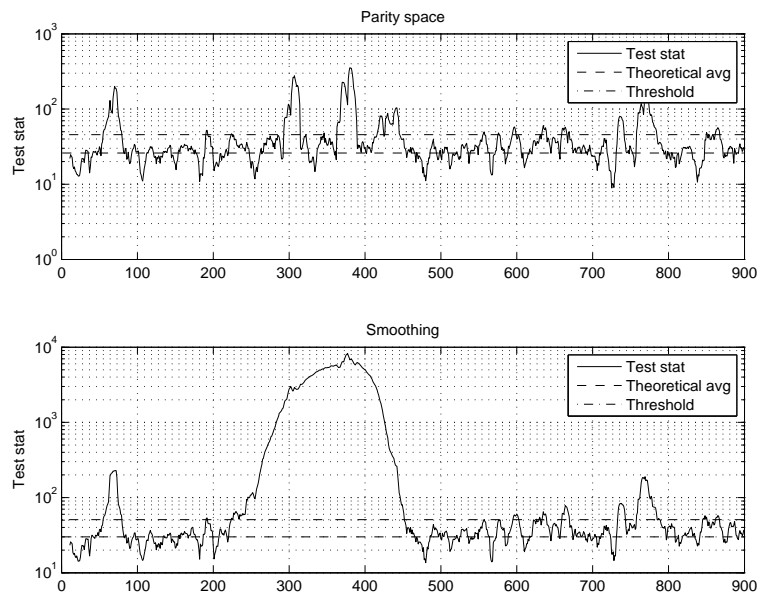 Parity space
10^3
10^2
10^1
10^0
Test stat
Test stat
Theoretical avg
Threshold
0 100 200 300 400 500 600 700 800 900
Smoothing
10^4
10^3
10^2
10^1
Test stat
Test stat
Theoretical avg
Threshold
0 100 200 300 400 500 600 700 800 900